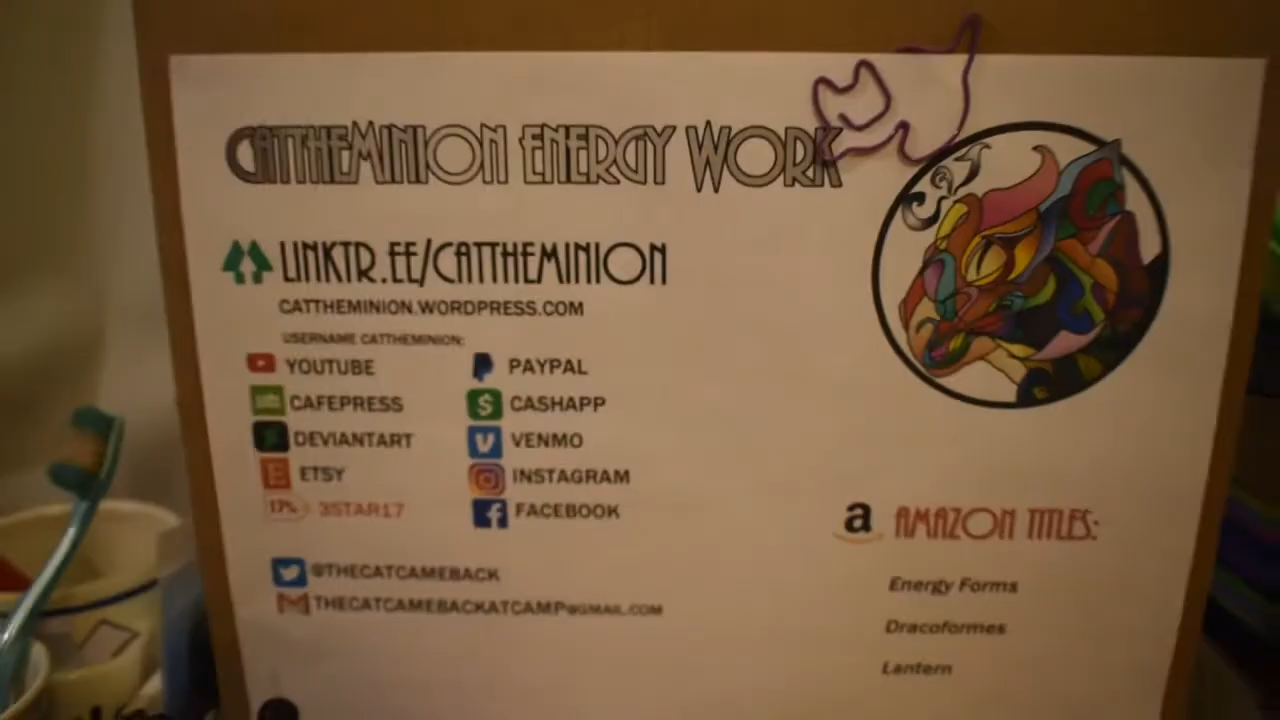 CATTHEMINION ENERGY WORK
LINKTR.EE/CATTHEMINION
CATTHEMINION.WORDPRESS.COM
USERNAME CATTHEMINION:
YOUTUBE
PAYPAL
CAFEPRESS
$ CASHAPP
DEVIANTART
V VENMO
E ETSY
INSTAGRAM
17% 3STAR17
f FACEBOOK
@THECATCAMEBACK
THECATCAMEBACKATCAMP@GMAIL.COM
a AMAZON TITLES:
Energy Forms
Dracoformes
Lantern